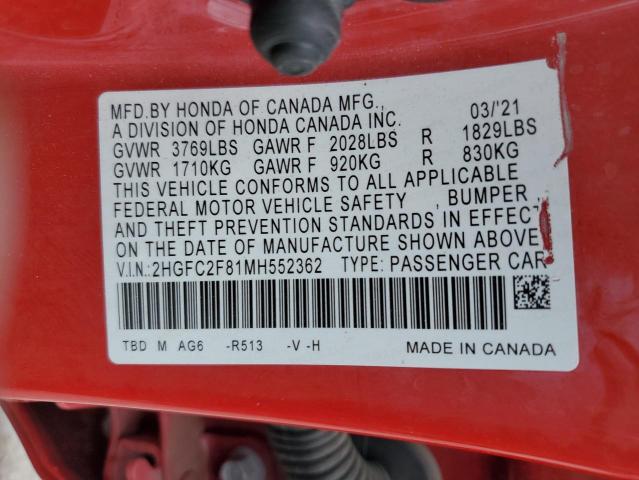 MFD.BY HONDA OF CANADA MFG., 03/'21
A DIVISION OF HONDA CANADA INC.
GVWR 3769LBS GAWR F 2028LBS R 1829LBS
GVWR 1710KG GAWR F 920KG R 830KG
THIS VEHICLE CONFORMS TO ALL APPLICABLE
FEDERAL MOTOR VEHICLE SAFETY , BUMPER ,
AND THEFT PREVENTION STANDARDS IN EFFECT
ON THE DATE OF MANUFACTURE SHOWN ABOVE.
V.I.N.:2HGFC2F81MH552362 TYPE: PASSENGER CAR
TBD M AG6 -R513 -V -H MADE IN CANADA